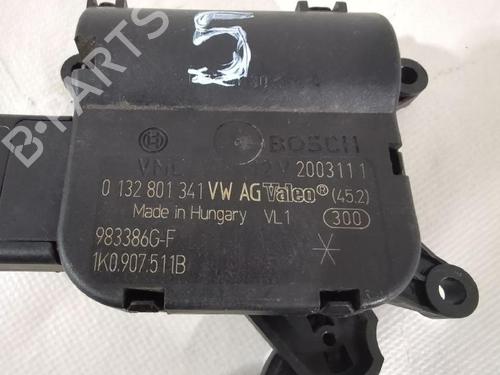 5
BOSCH
12V 2003111
0 132 801 341 VW AG Valeo® (45.2)
Made in Hungary VL1 300
983386G-F
1K0.907.511B
B-PARTS